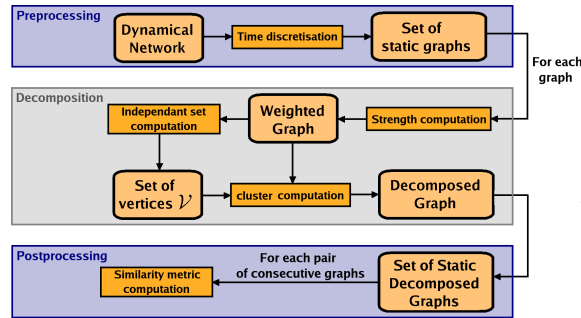 Preprocessing
Dynamical
Network
Time discretisation
Set of
static graphs
For each
graph
Decomposition
Independant set
computation
Weighted
Graph
Strength computation
Set of
vertices 𝒱
cluster computation
Decomposed
Graph
Postprocessing
Similarity metric
computation
For each pair
of consecutive graphs
Set of Static
Decomposed
Graphs